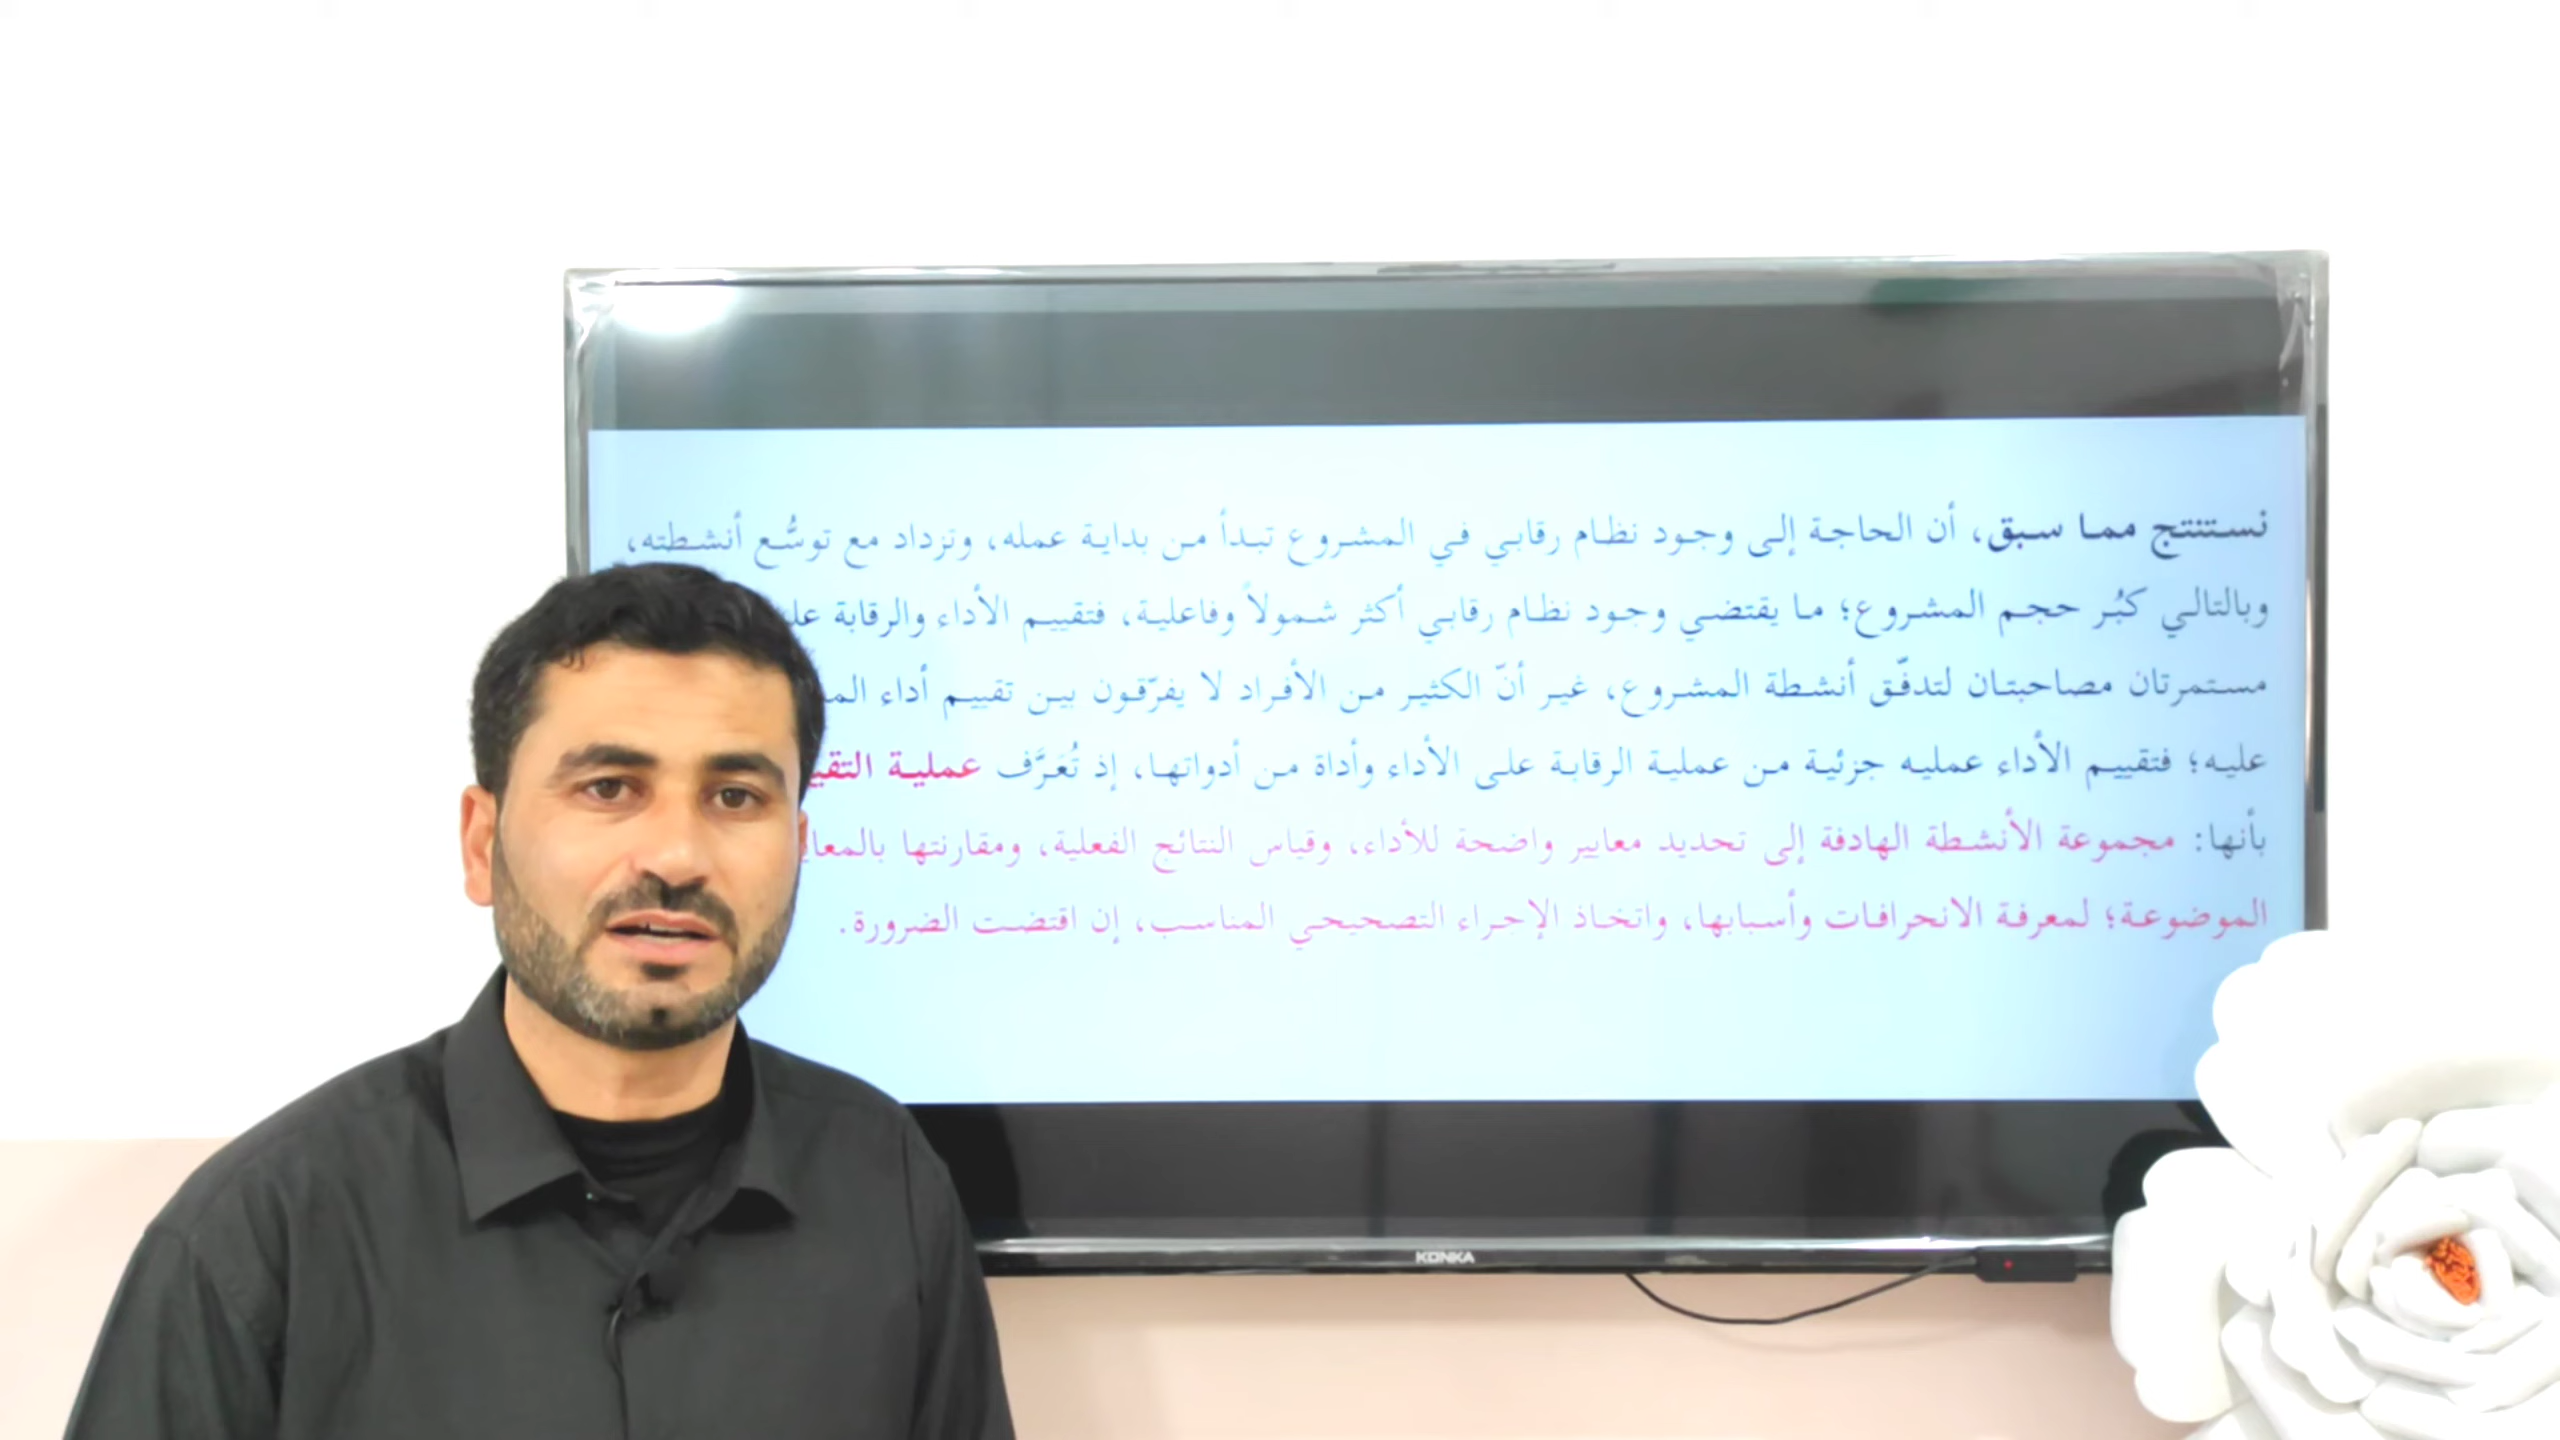 نستنتج مما سبق، أن الحاجة إلى وجود نظام رقابي في المشروع تبدأ من بداية عمله، وتزداد مع توسُّع أنشطته،
وبالتالي كبُر حجم المشروع؛ ما يقتضي وجود نظام رقابي أكثر شمولاً وفاعلية، فتقييم الأداء والرقابة
مستمرتان مصاحبتان لتدفّق أنشطة المشروع، غير أنّ الكثير من الأفراد لا يفرّقون بين تقييم أداء
عليه؛ فتقييم الأداء عمليه جزئية من عملية الرقابة على الأداء وأداة من أدواتها، إذ تُعَرَّف عملية
بأنها: مجموعة الأنشطة الهادفة إلى تحديد معايير واضحة للأداء، وقياس النتائج الفعلية، ومقارنتها
الموضوعة؛ لمعرفة الانحرافات وأسبابها، واتخاذ الإجراء التصحيحي المناسب، إن اقتضت الضرورة.
KONKA